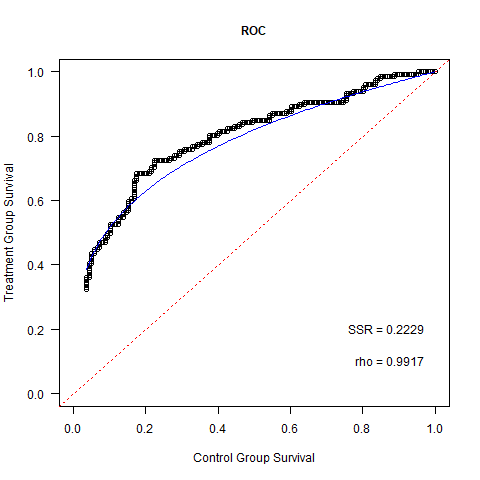 ROC
Treatment Group Survival
1.0
0.8
0.6
0.4
0.2
0.0
SSR = 0.2229
rho = 0.9917
0.0 0.2 0.4 0.6 0.8 1.0
Control Group Survival